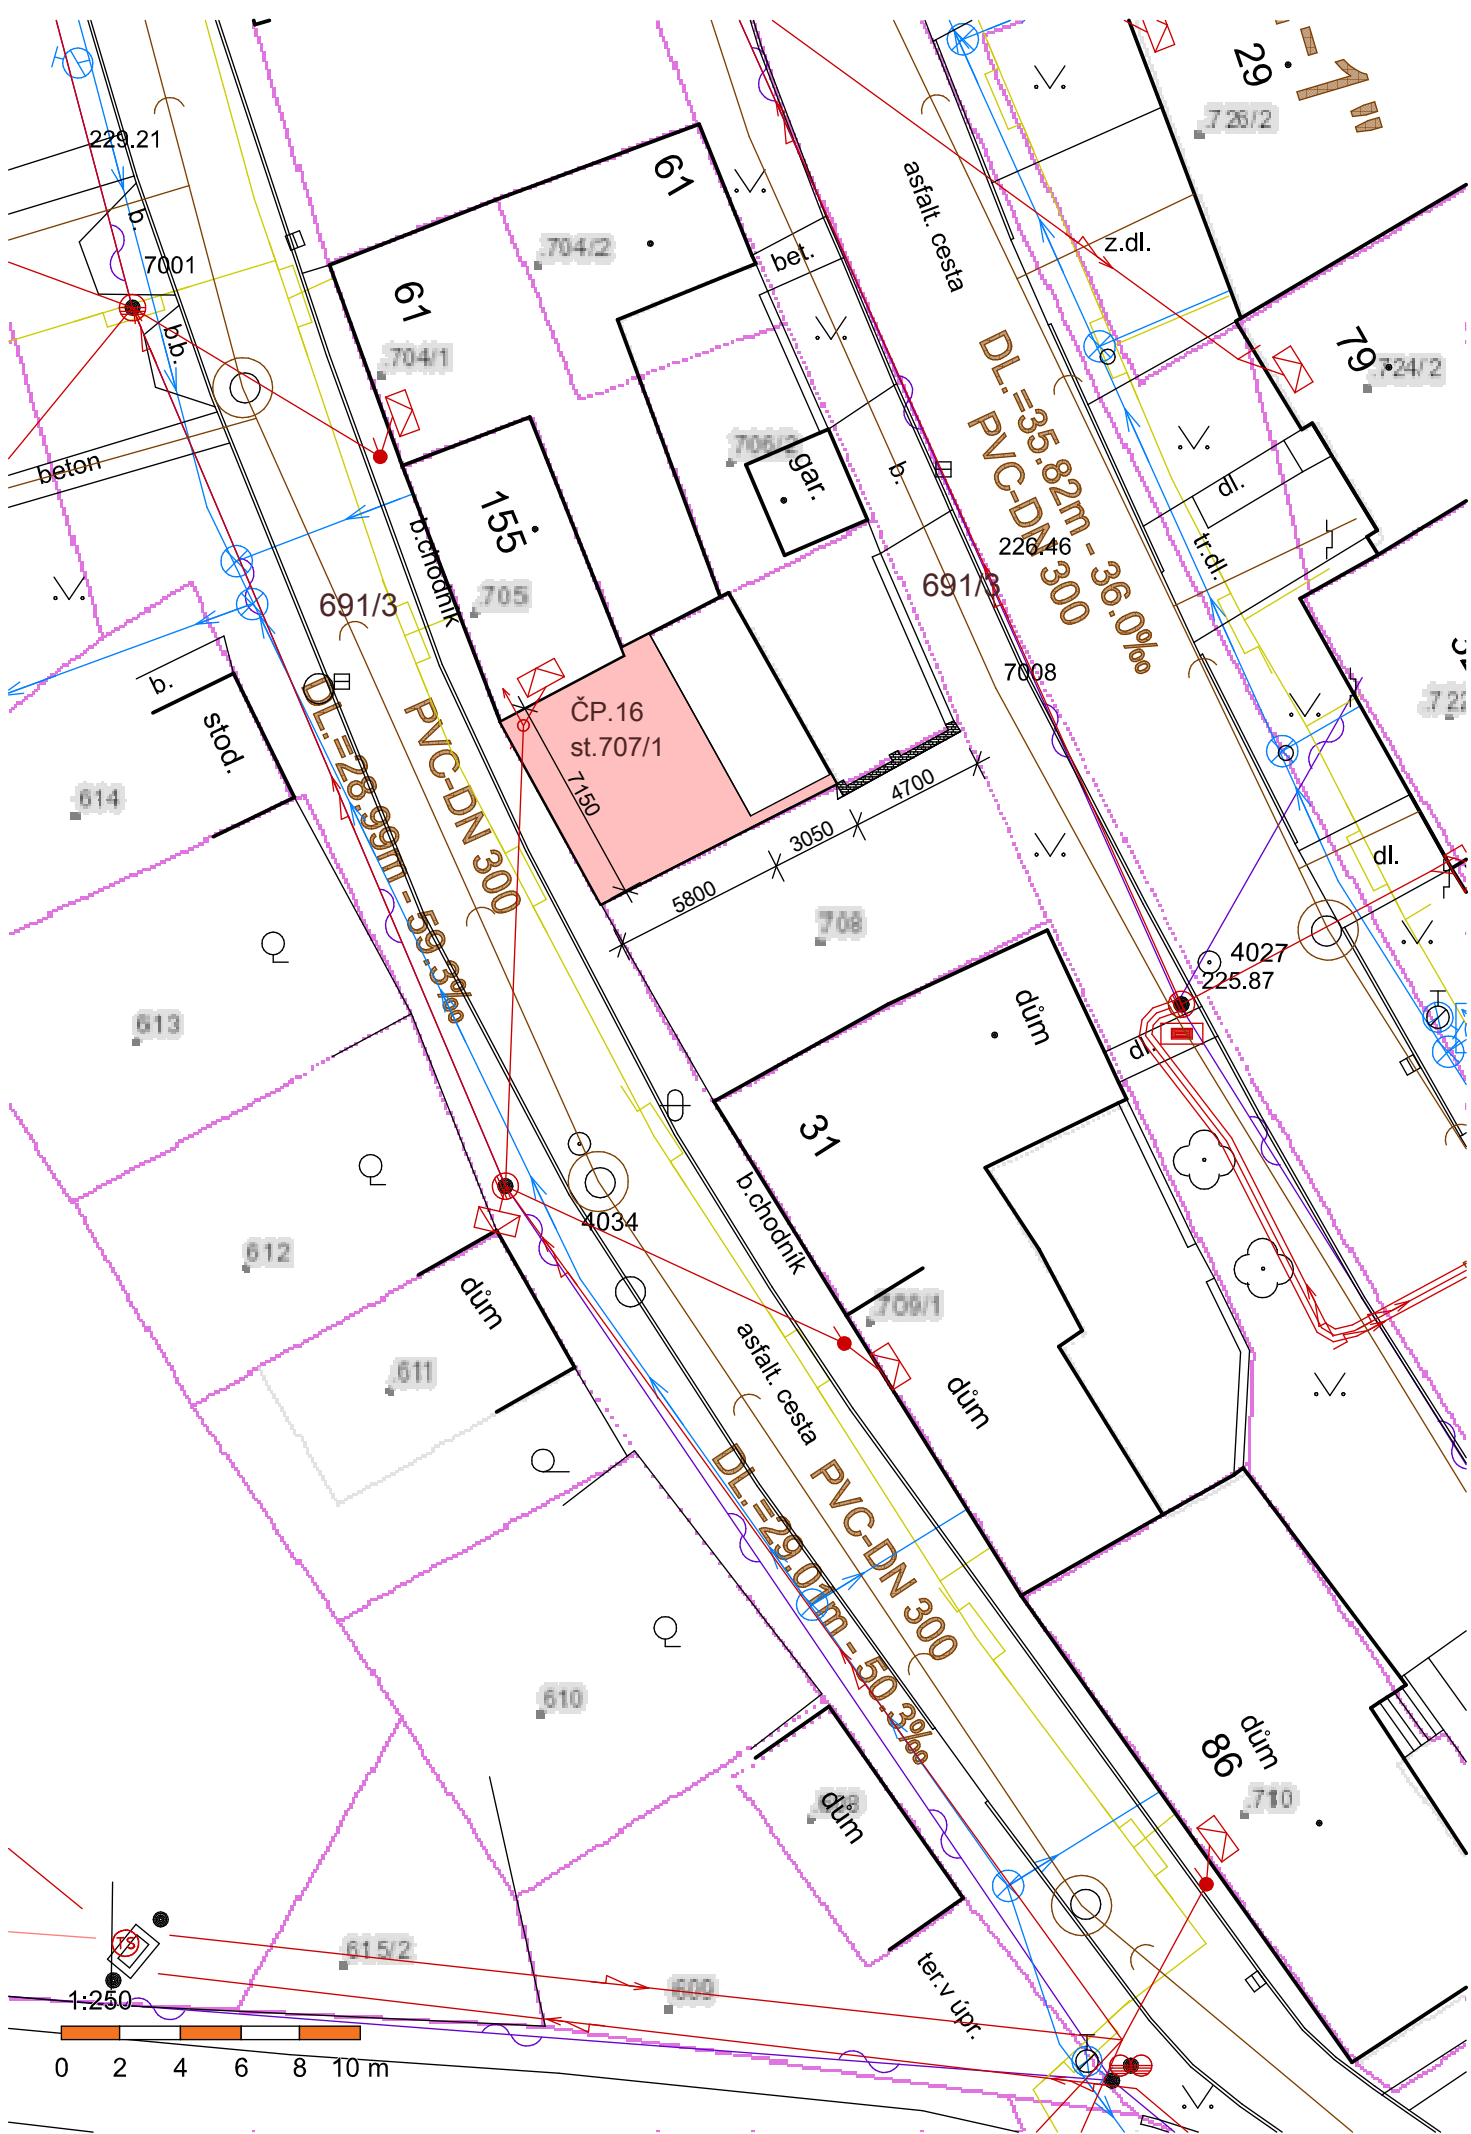 229.21
b.
7001
b.b.
beton
61
61
.704/2
.704/1
bet.
asfalt. cesta
29
.726/2
-1"
z.dl.
79
.724/2
DL.=35.82m - 36.0‰
PVC-DN 300
.706/2
gar.
b.
dl.
tr.dl.
155
.705
b.chodník
691/3
226.46
691/3
7008
b.
stod.
614
DL.=28.99m - 59.3‰
PVC-DN 300
ČP.16
st.707/1
7150
5800
3050
4700
708
dl.
613
4027
225.87
dl.
dům
31
612
4034
b.chodník
dům
.611
.709/1
dům
asfalt. cesta
DL.=29.01m - 50.3‰
PVC-DN 300
610
dům
86
dům
.710
615/2
609
ter.v úpr.
TS
1:250
0 2 4 6 8 10 m